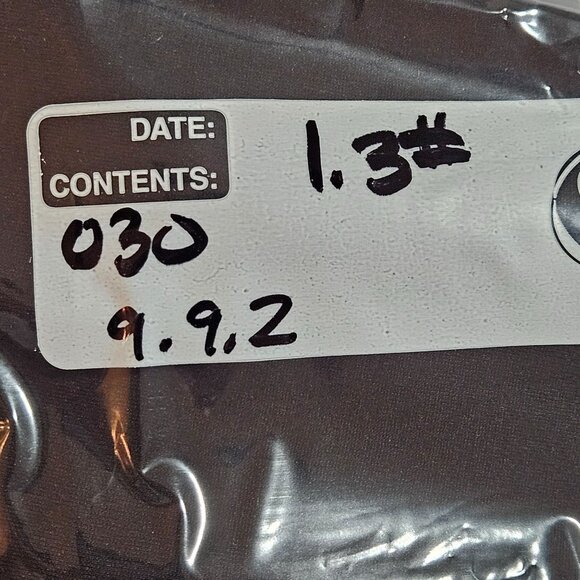 DATE: 1.3#
CONTENTS:
030
9.9.2